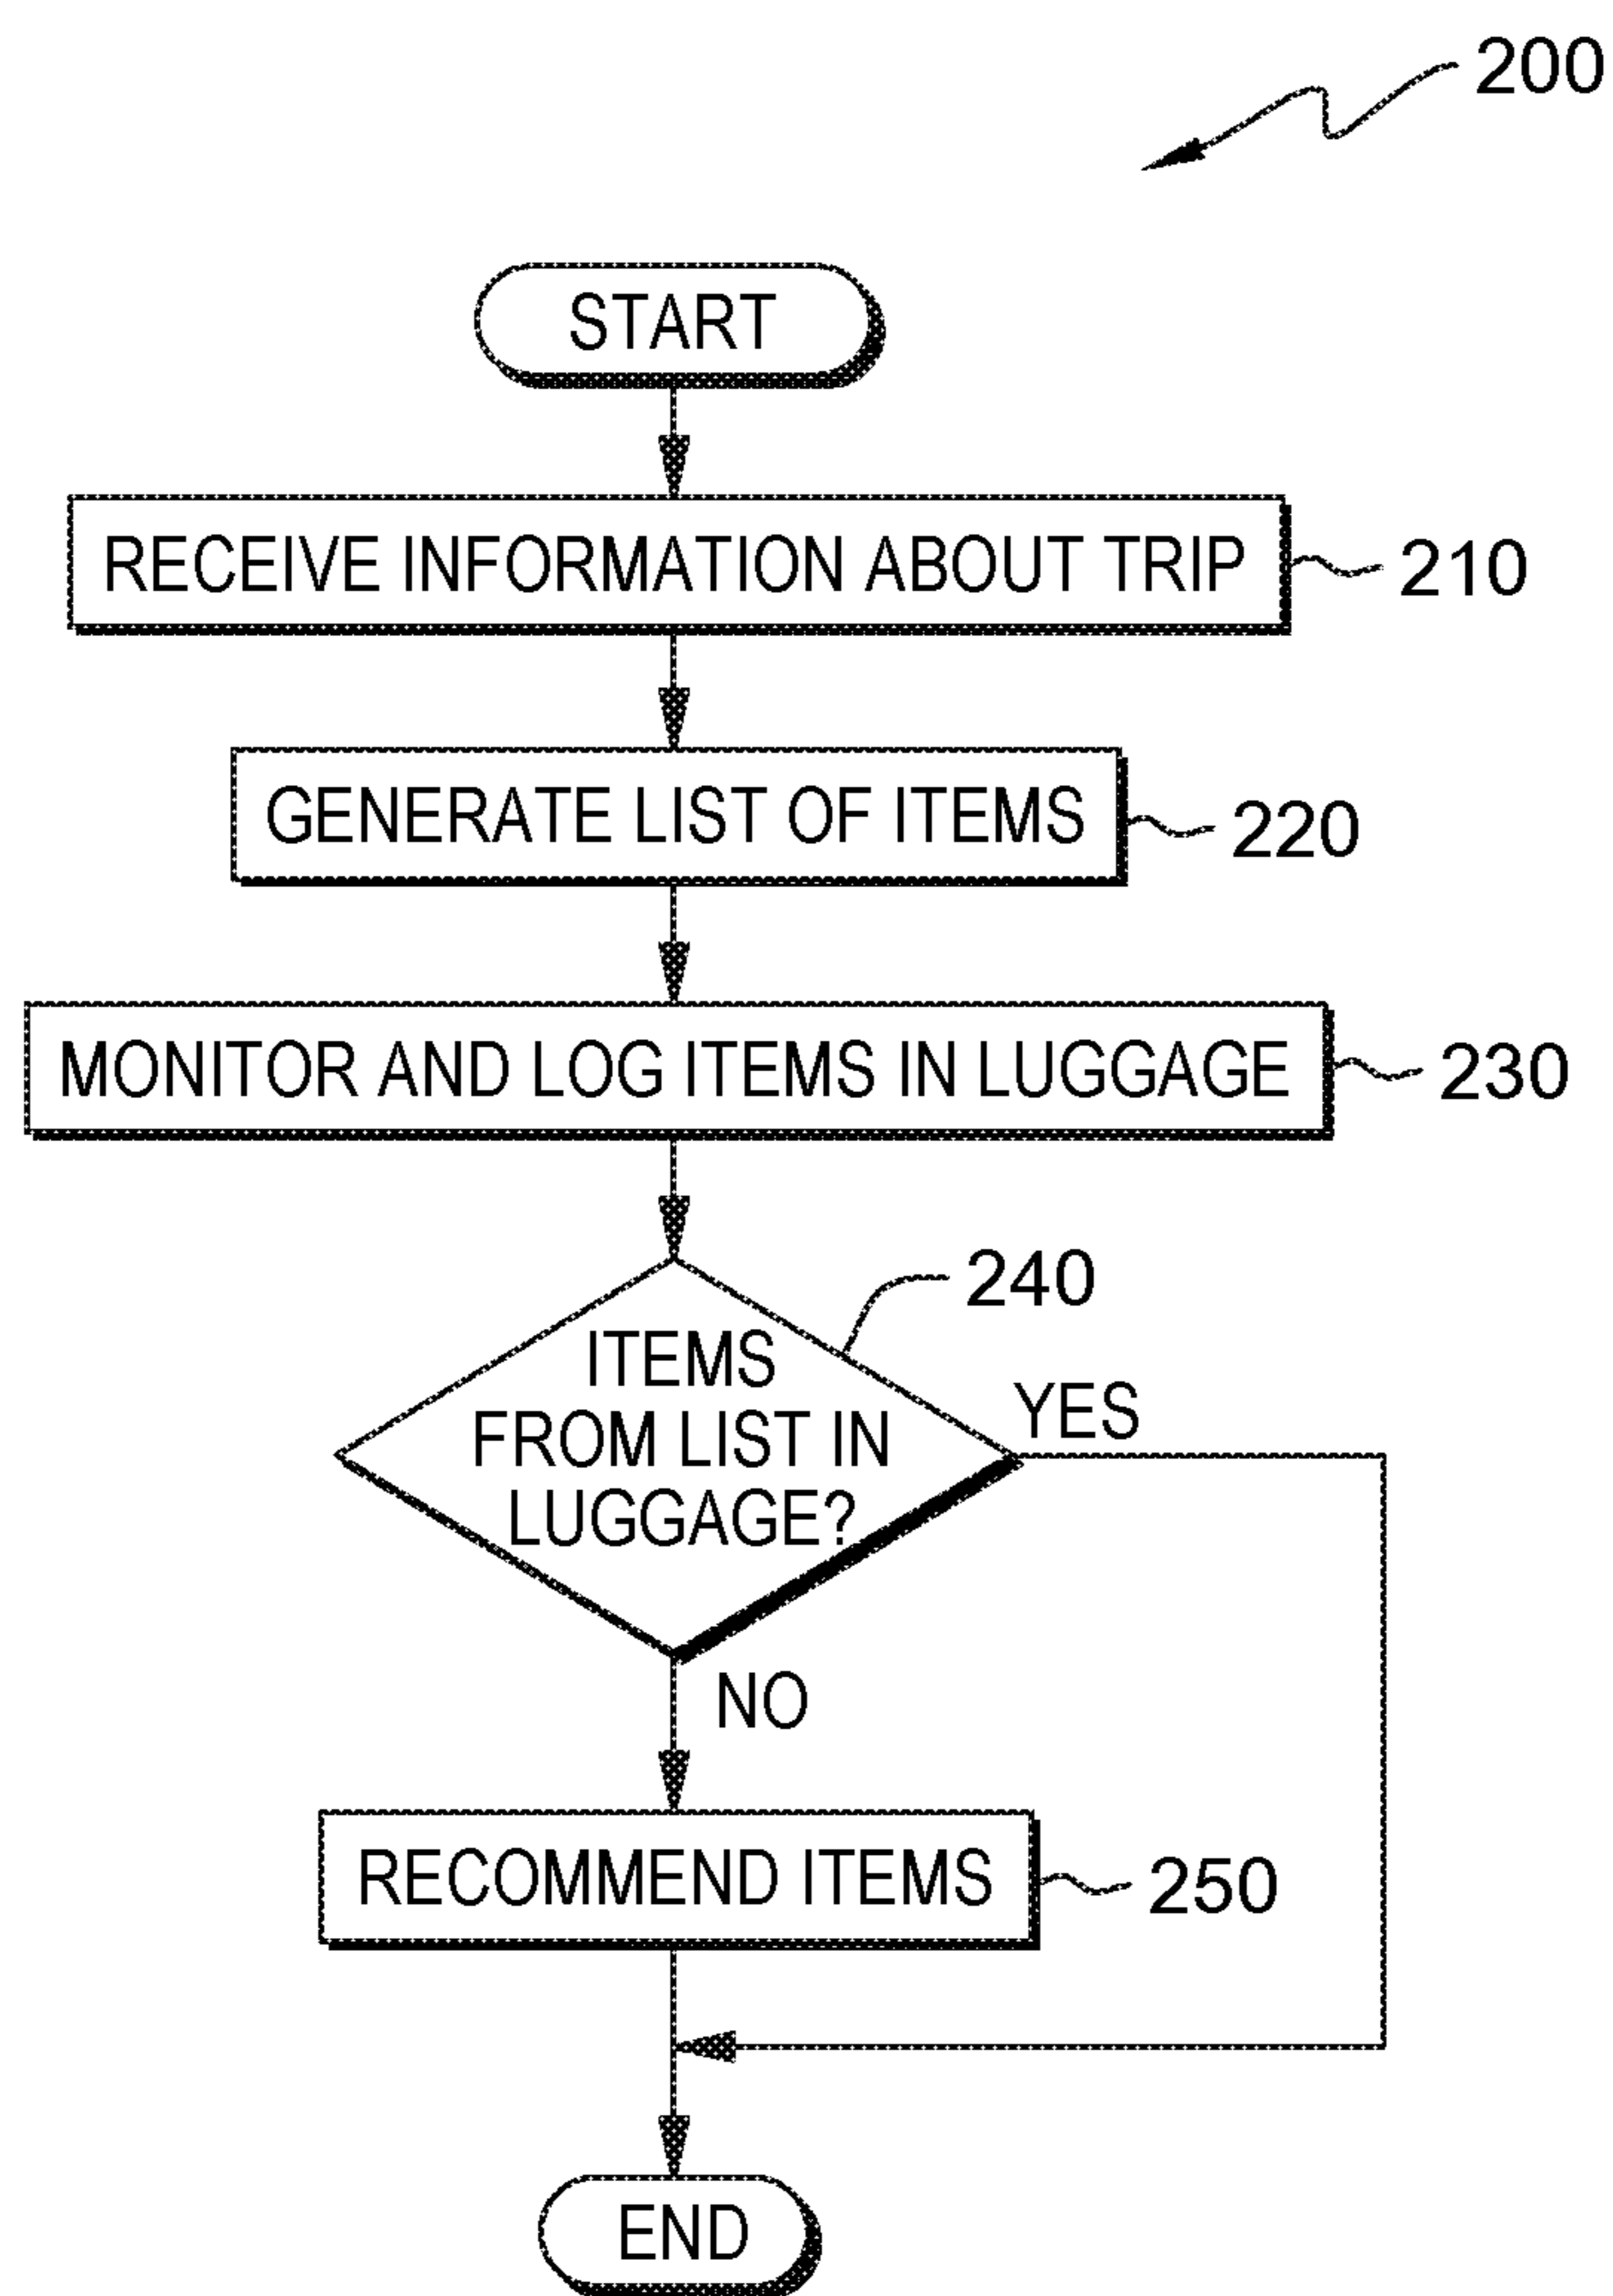 200
START
RECEIVE INFORMATION ABOUT TRIP
210
GENERATE LIST OF ITEMS
220
MONITOR AND LOG ITEMS IN LUGGAGE
230
240
ITEMS
FROM LIST IN
LUGGAGE?
YES
NO
RECOMMEND ITEMS
250
END